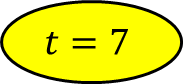 t = 7